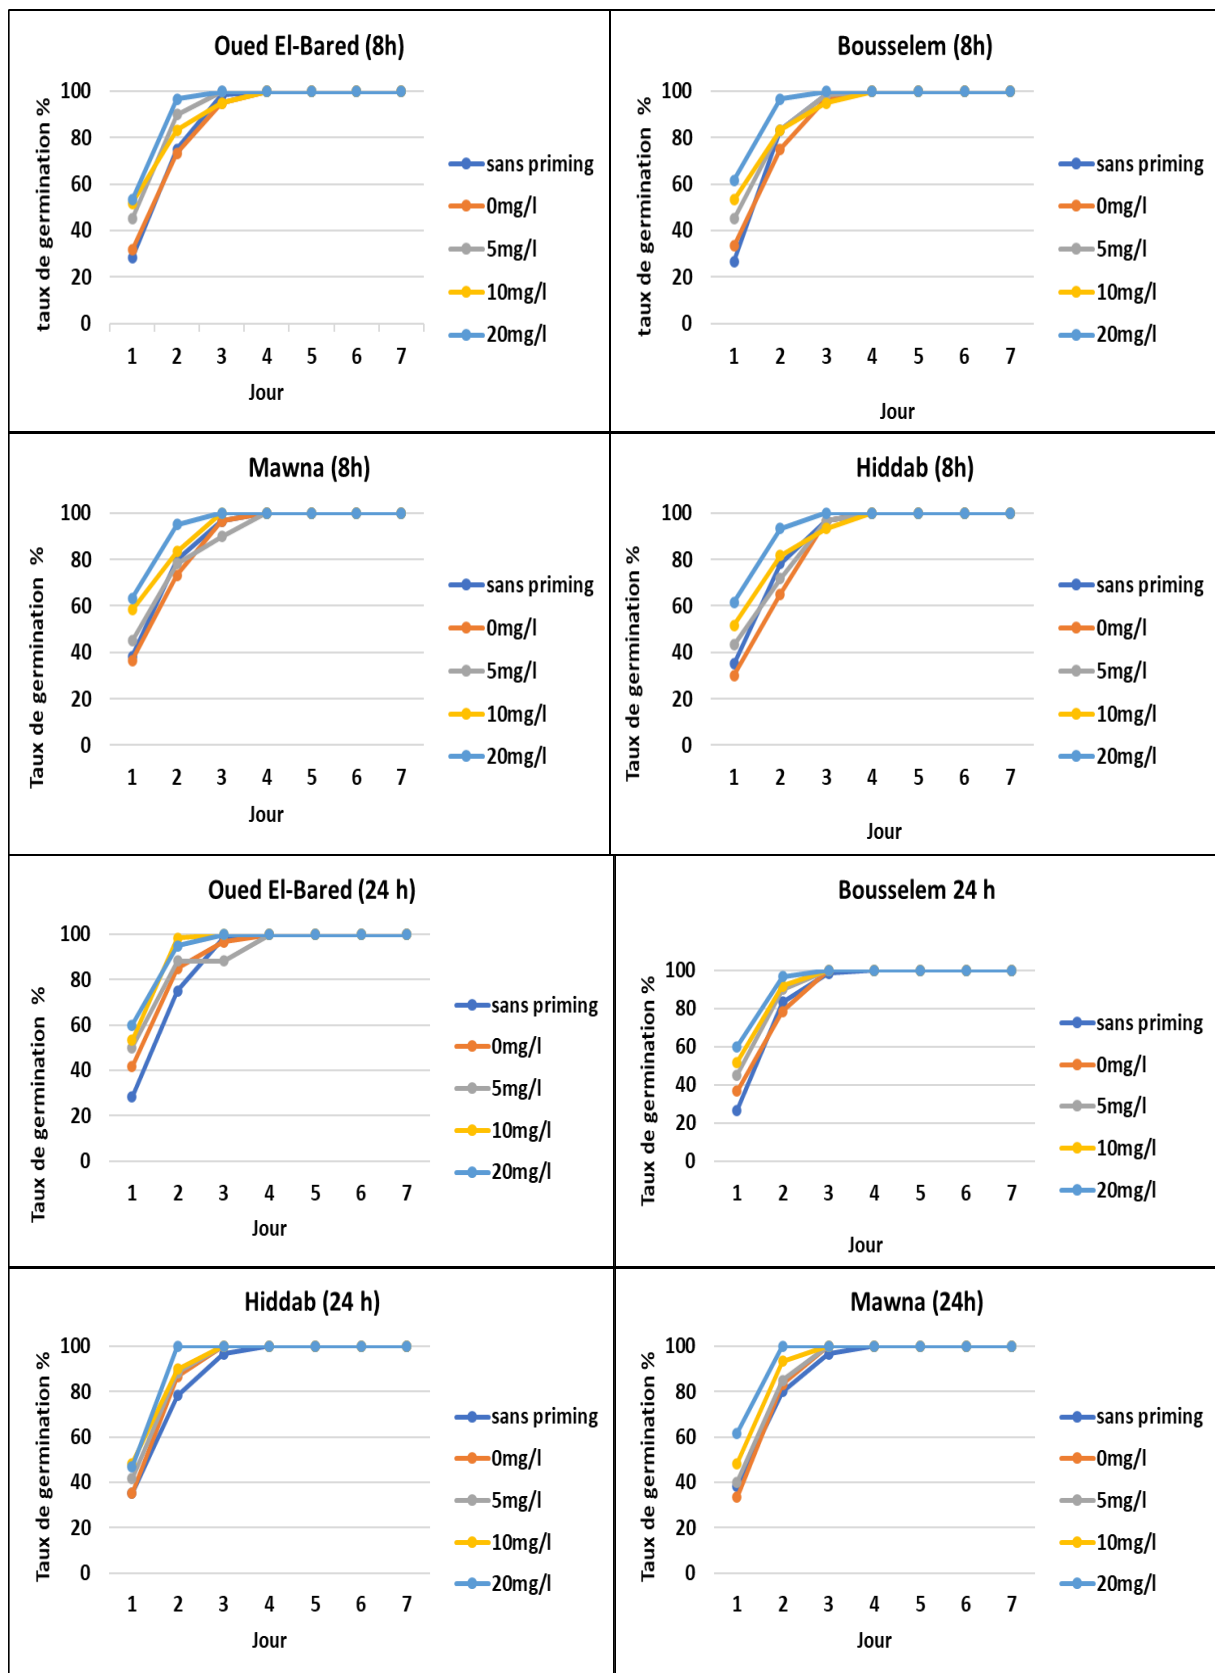 Oued El-Bared (8h)
taux de germination %
100
80
60
40
20
0
1 2 3 4 5 6 7
Jour
sans priming
0mg/l
5mg/l
10mg/l
20mg/l
Bousselem (8h)
taux de germination %
100
80
60
40
20
0
1 2 3 4 5 6 7
Jour
sans priming
0mg/l
5mg/l
10mg/l
20mg/l
Mawna (8h)
Taux de germination %
100
80
60
40
20
0
1 2 3 4 5 6 7
Jour
sans priming
0mg/l
5mg/l
10mg/l
20mg/l
Hiddab (8h)
Taux de germination %
100
80
60
40
20
0
1 2 3 4 5 6 7
Jour
sans priming
0mg/l
5mg/l
10mg/l
20mg/l
Oued El-Bared (24 h)
Taux de germination %
100
80
60
40
20
0
1 2 3 4 5 6 7
Jour
sans priming
0mg/l
5mg/l
10mg/l
20mg/l
Bousselem 24 h
Taux de germination %
100
80
60
40
20
0
1 2 3 4 5 6 7
Jour
sans priming
0mg/l
5mg/l
10mg/l
20mg/l
Hiddab (24 h)
Taux de germination %
100
80
60
40
20
0
1 2 3 4 5 6 7
Jour
sans priming
0mg/l
5mg/l
10mg/l
20mg/l
Mawna (24h)
Taux de germination %
100
80
60
40
20
0
1 2 3 4 5 6 7
Jour
sans priming
0mg/l
5mg/l
10mg/l
20mg/l